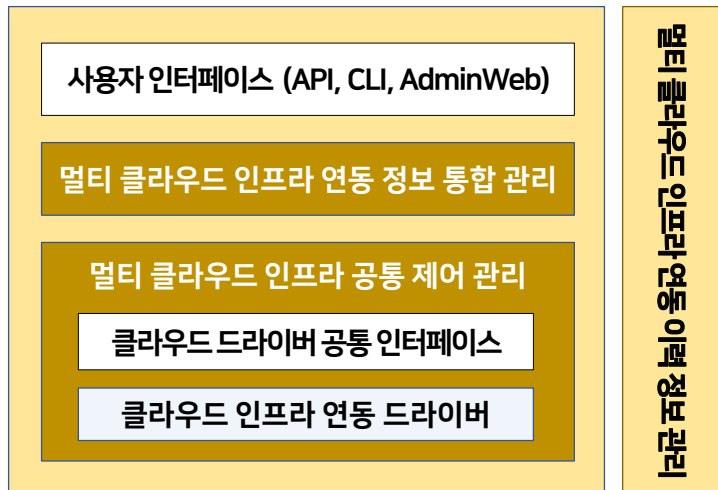 사용자 인터페이스 (API, CLI, AdminWeb)
멀티 클라우드 인프라 연동 정보 통합 관리
멀티 클라우드 인프라 공통 제어 관리
클라우드 드라이버 공통 인터페이스
클라우드 인프라 연동 드라이버
멀티 클라우드 인프라 연동 이력 정보 관리